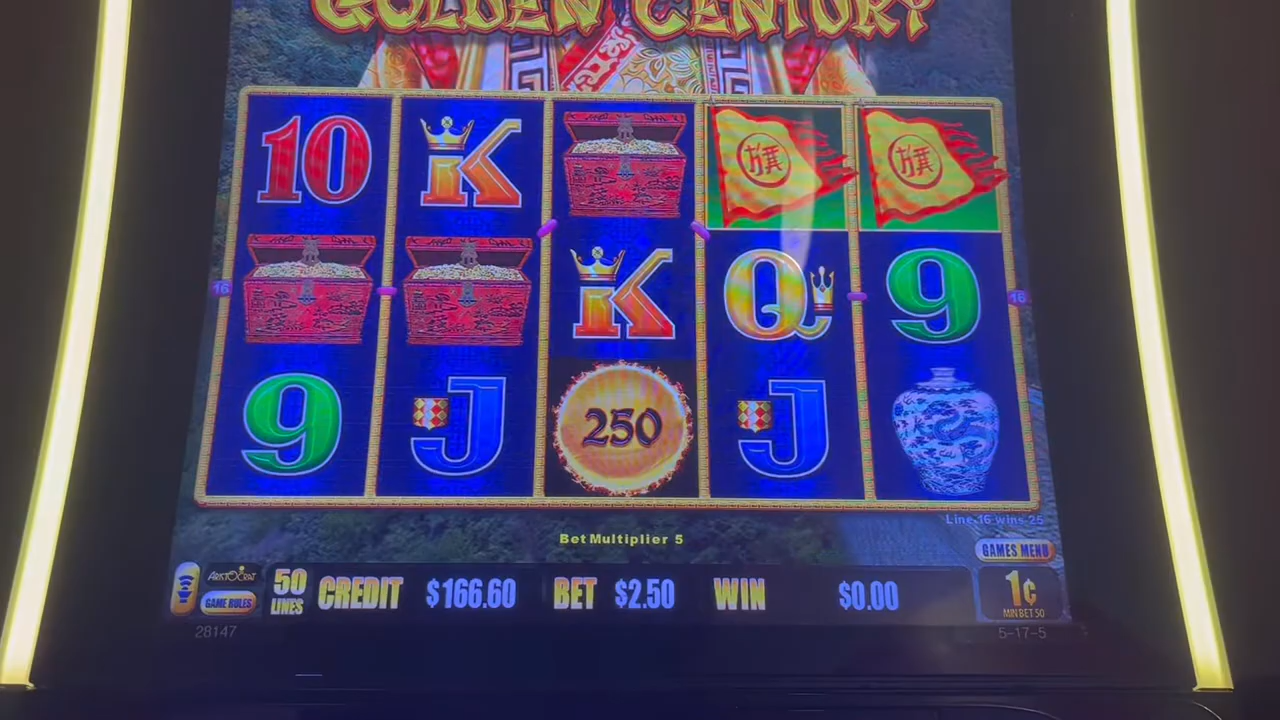 GOLDEN CENTURY
10 K
K Q 9
9 J 250 J
16 16
Line 16 wins 25
Bet Multiplier 5
GAMES MENU
ARISTOCRAT
GAME RULES
50 LINES CREDIT $166.60 BET $2.50 WIN $0.00 1¢
MIN BET 50
28147 5-17-5